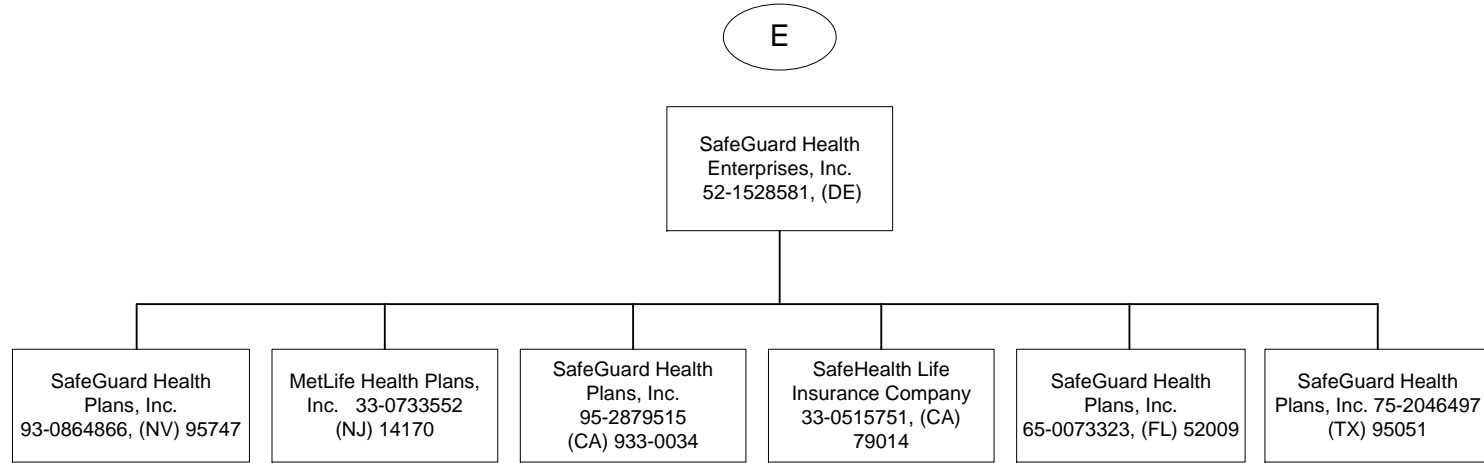 E
SafeGuard Health
Enterprises, Inc.
52-1528581, (DE)
SafeGuard Health
Plans, Inc.
93-0864866, (NV) 95747
MetLife Health Plans,
Inc. 33-0733552
(NJ) 14170
SafeGuard Health
Plans, Inc.
95-2879515
(CA) 933-0034
SafeHealth Life
Insurance Company
33-0515751, (CA)
79014
SafeGuard Health
Plans, Inc.
65-0073323, (FL) 52009
SafeGuard Health
Plans, Inc. 75-2046497
(TX) 95051